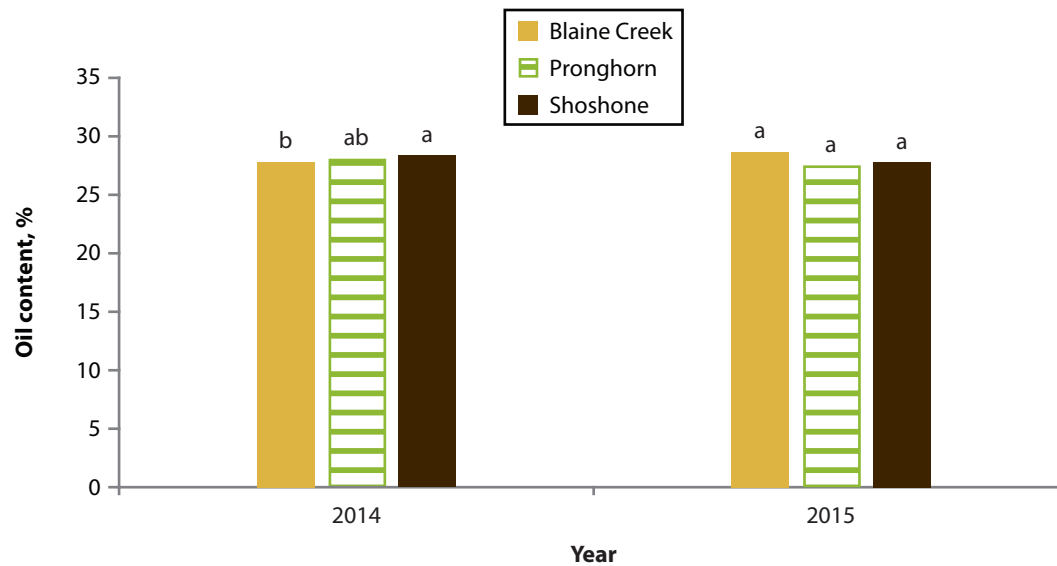 Blaine Creek
Pronghorn
Shoshone
Oil content, %
35
30
25
20
15
10
5
0
b
ab
a
a
a
a
2014
2015
Year